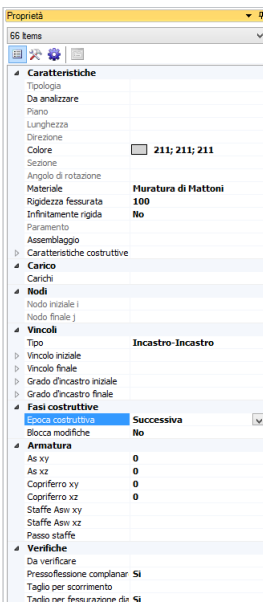 Proprietà
66 Items
Caratteristiche
Tipologia
Da analizzare
Piano
Lunghezza
Direzione
Colore 211; 211; 211
Sezione
Angolo di rotazione
Materiale Muratura di Mattoni
Rigidezza fessurata 100
Infinitamente rigida No
Paramento
Assemblaggio
Caratteristiche costruttive
Carico
Carichi
Nodi
Nodo iniziale i
Nodo finale j
Vincoli
Tipo Incastro-Incastro
Vincolo iniziale
Vincolo finale
Grado d'incastro iniziale
Grado d'incastro finale
Fasi costruttive
Epoca costruttiva Successiva
Blocca modifiche No
Armatura
As xy 0
As xz 0
Copriferro xy 0
Copriferro xz 0
Staffe Asw xy
Staffe Asw xz
Passo staffe
Verifiche
Da verificare
Pressoflessione complanar Si
Taglio per scorrimento
Taglio per fessurazione dia Si